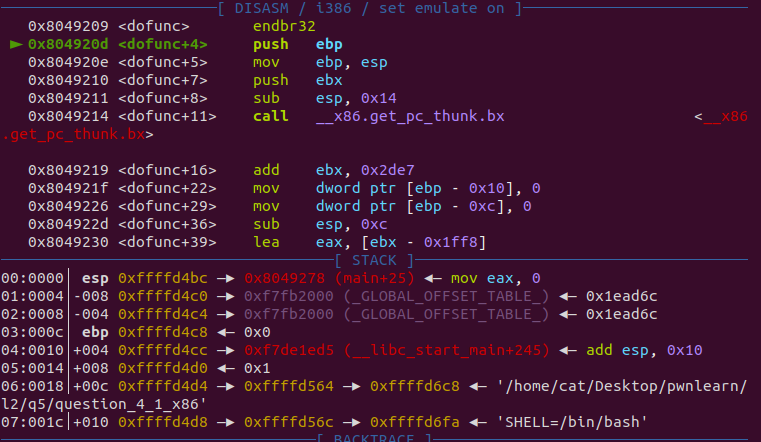 [ DISASM / i386 / set emulate on ]
0x8049209 <dofunc> endbr32
► 0x804920d <dofunc+4> push ebp
0x804920e <dofunc+5> mov ebp, esp
0x8049210 <dofunc+7> push ebx
0x8049211 <dofunc+8> sub esp, 0x14
0x8049214 <dofunc+11> call __x86.get_pc_thunk.bx <__x86
.get_pc_thunk.bx>
0x8049219 <dofunc+16> add ebx, 0x2de7
0x804921f <dofunc+22> mov dword ptr [ebp - 0x10], 0
0x8049226 <dofunc+29> mov dword ptr [ebp - 0xc], 0
0x804922d <dofunc+36> sub esp, 0xc
0x8049230 <dofunc+39> lea eax, [ebx - 0x1ff8]
[ STACK ]
00:0000│ esp 0xffffd4bc —▸ 0x8049278 (main+25) ◂— mov eax, 0
01:0004│ -008 0xffffd4c0 —▸ 0xf7fb2000 (_GLOBAL_OFFSET_TABLE_) ◂— 0x1ead6c
02:0008│ -004 0xffffd4c4 —▸ 0xf7fb2000 (_GLOBAL_OFFSET_TABLE_) ◂— 0x1ead6c
03:000c│ ebp 0xffffd4c8 ◂— 0x0
04:0010│ +004 0xffffd4cc —▸ 0xf7de1ed5 (__libc_start_main+245) ◂— add esp, 0x10
05:0014│ +008 0xffffd4d0 ◂— 0x1
06:0018│ +00c 0xffffd4d4 —▸ 0xffffd564 —▸ 0xffffd6c8 ◂— '/home/cat/Desktop/pwnlearn/
l2/q5/question_4_1_x86'
07:001c│ +010 0xffffd4d8 —▸ 0xffffd56c —▸ 0xffffd6fa ◂— 'SHELL=/bin/bash'
[ BACKTRACE ]